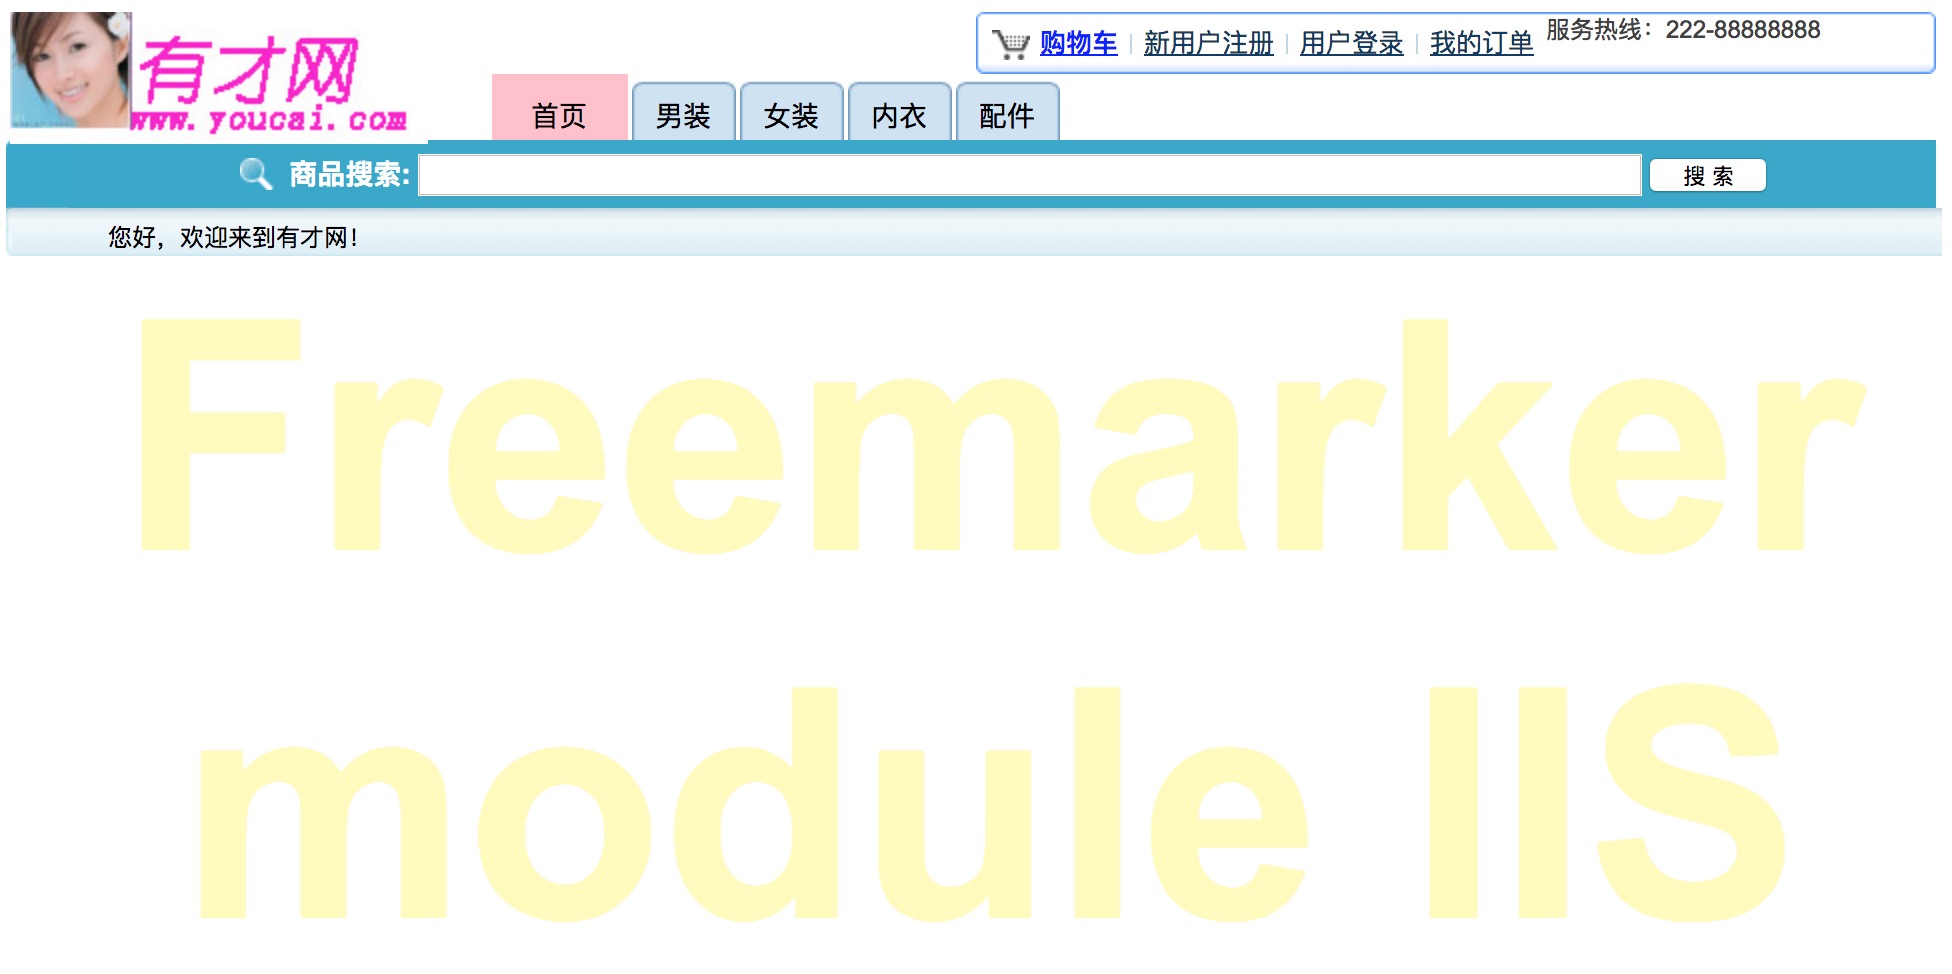 有才网
www.youcai.com
购物车 新用户注册 用户登录 我的订单 服务热线：222-88888888
首页 男装 女装 内衣 配件
商品搜索: 搜 索
您好，欢迎来到有才网！
Freemarker
module IIS